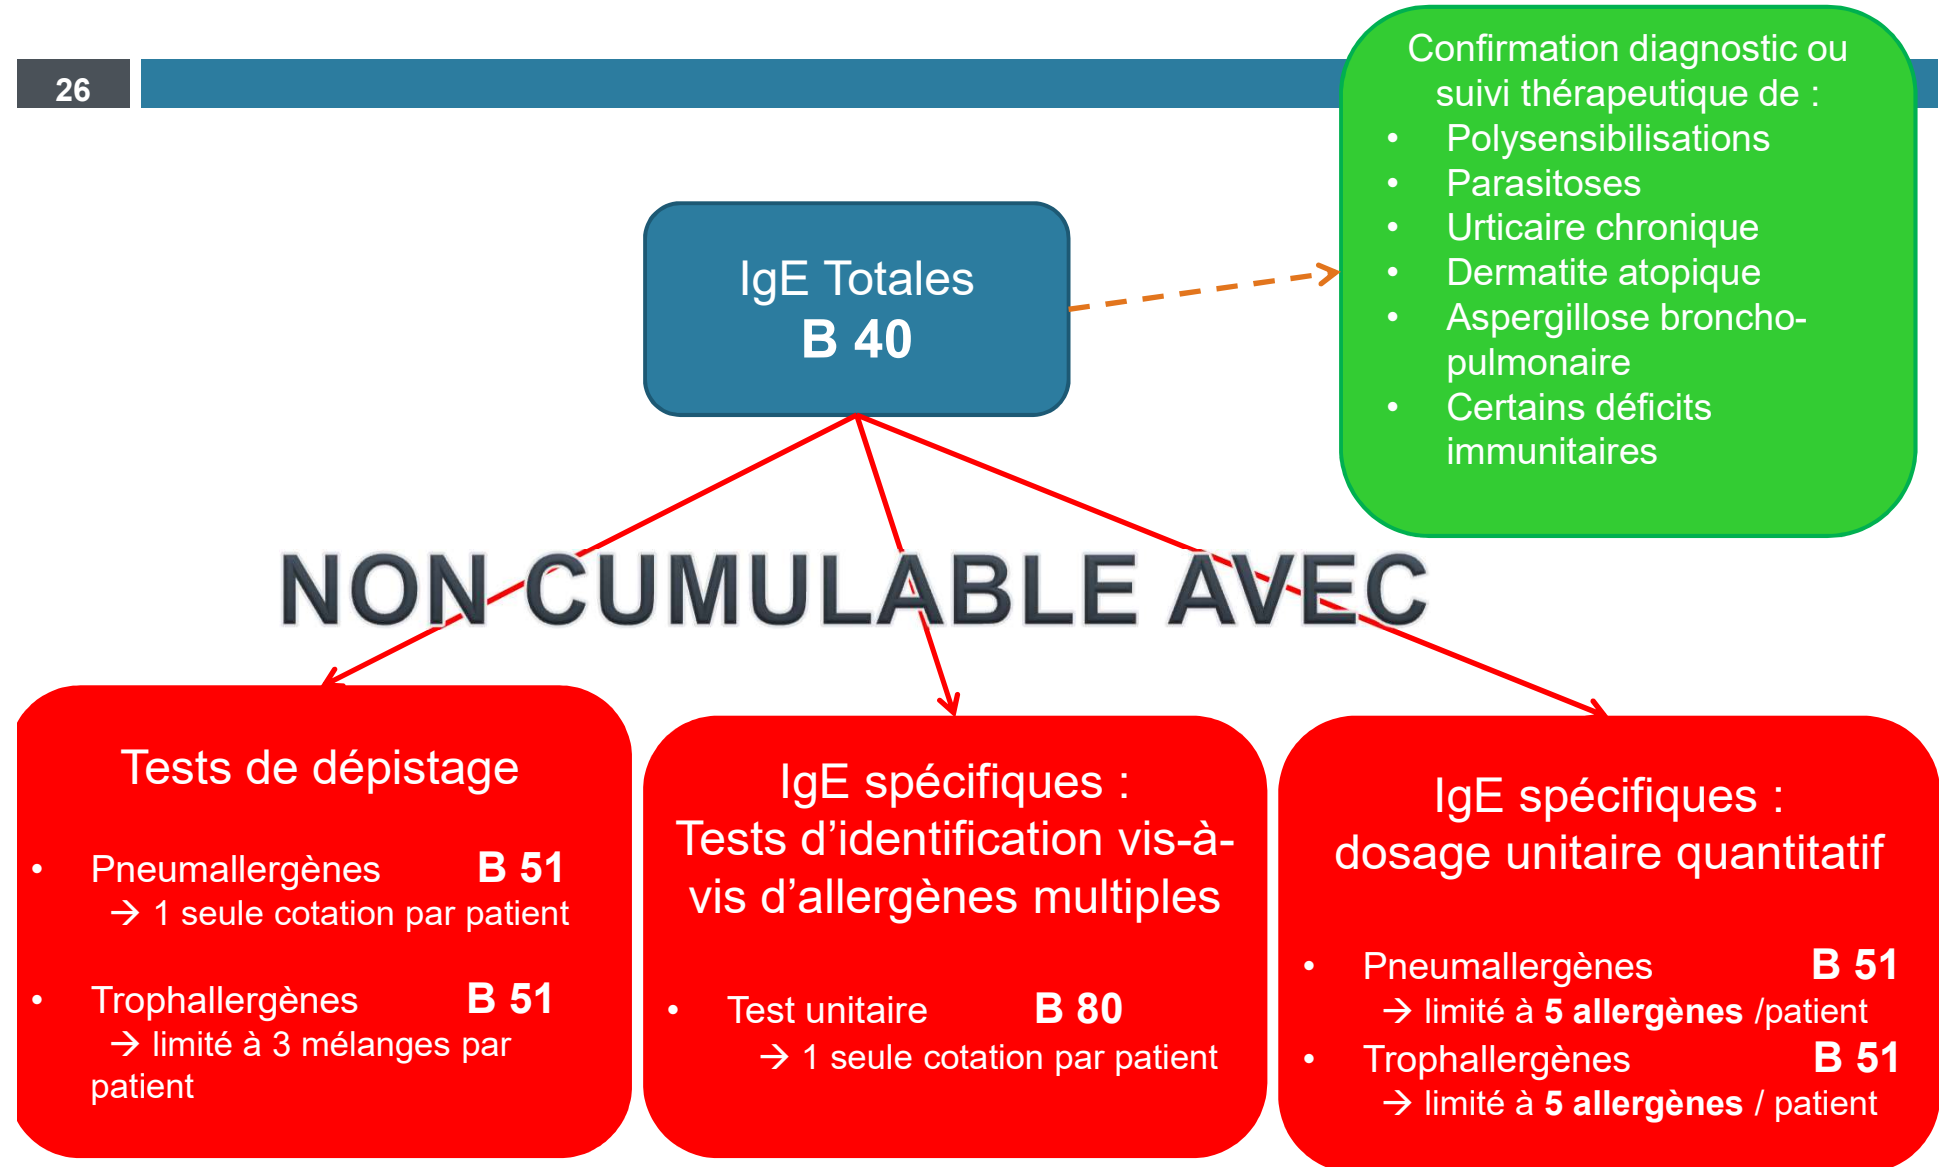 26
Confirmation diagnostic ou
suivi thérapeutique de :
• Polysensibilisations
• Parasitoses
• Urticaire chronique
• Dermatite atopique
• Aspergillose broncho-
pulmonaire
• Certains déficits
immunitaires
IgE Totales
B 40
NON CUMULABLE AVEC
Tests de dépistage
• Pneumallergènes B 51
→ 1 seule cotation par patient
• Trophallergènes B 51
→ limité à 3 mélanges par
patient
IgE spécifiques :
Tests d’identification vis-à-
vis d’allergènes multiples
• Test unitaire B 80
→ 1 seule cotation par patient
IgE spécifiques :
dosage unitaire quantitatif
• Pneumallergènes B 51
→ limité à 5 allergènes /patient
• Trophallergènes B 51
→ limité à 5 allergènes / patient